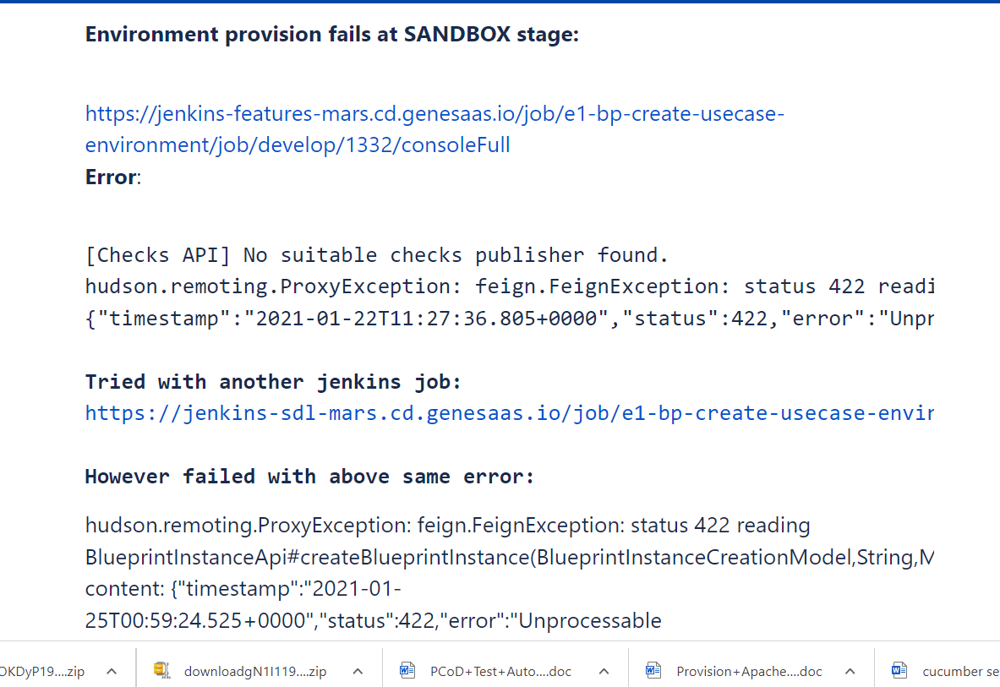 Environment provision fails at SANDBOX stage:
https://jenkins-features-mars.cd.genesaas.io/job/e1-bp-create-usecase-
environment/job/develop/1332/consoleFull
Error:
[Checks API] No suitable checks publisher found.
hudson.remoting.ProxyException: feign.FeignException: status 422 readi
{"timestamp":"2021-01-22T11:27:36.805+0000","status":422,"error":"Unpr
Tried with another jenkins job:
https://jenkins-sdl-mars.cd.genesaas.io/job/e1-bp-create-usecase-envir
However failed with above same error:
hudson.remoting.ProxyException: feign.FeignException: status 422 reading
BlueprintInstanceApi#createBlueprintInstance(BlueprintInstanceCreationModel,String,M
content: {"timestamp":"2021-01-
25T00:59:24.525+0000","status":422,"error":"Unprocessable
OKDyP19....zip downloadgN1I119....zip PCoD+Test+Auto....doc Provision+Apache....doc cucumber se